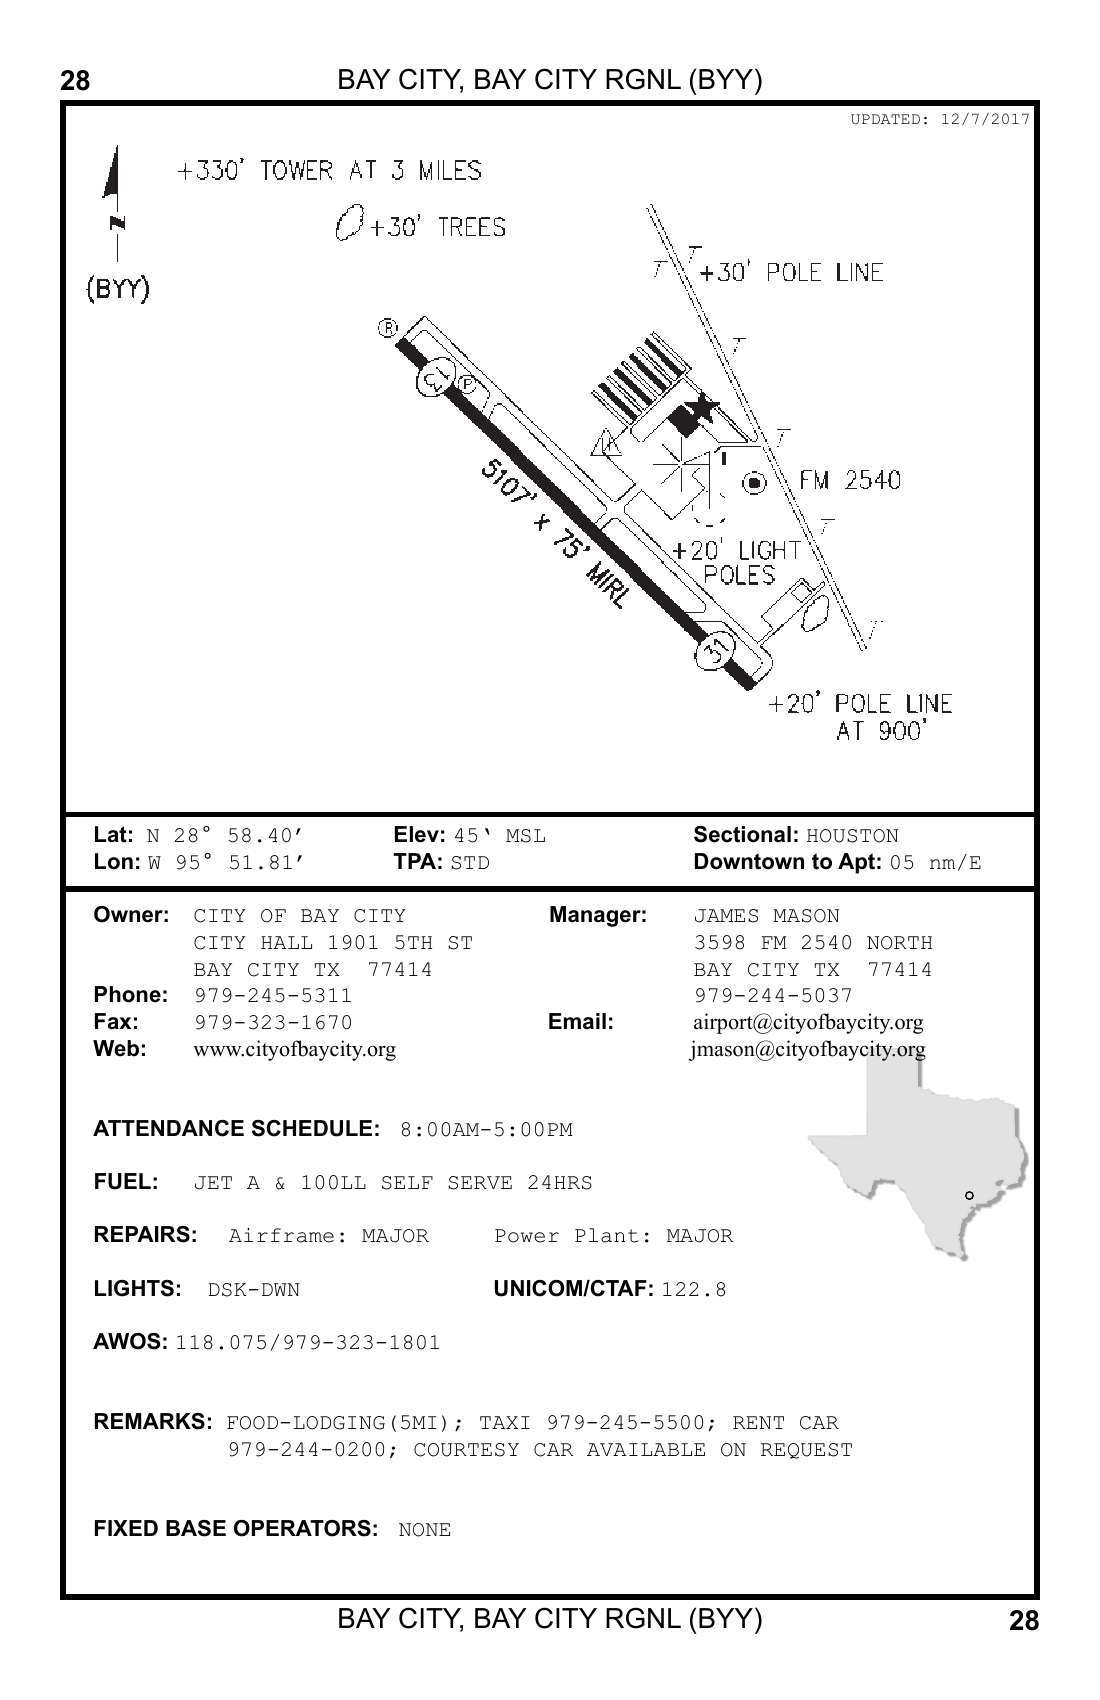 28
BAY CITY, BAY CITY RGNL (BYY)
UPDATED: 12/7/2017
+330' TOWER AT 3 MILES
+30' TREES
N
(BYY)
+30' POLE LINE
R
13
P
5107' x 75' MIRL
FM 2540
+20' LIGHT
POLES
31
+20' POLE LINE
AT 900'
Lat: N 28° 58.40’ Elev: 45‘ MSL Sectional: HOUSTON
Lon: W 95° 51.81’ TPA: STD Downtown to Apt: 05 nm/E
Owner: CITY OF BAY CITY Manager: JAMES MASON
CITY HALL 1901 5TH ST 3598 FM 2540 NORTH
BAY CITY TX 77414 BAY CITY TX 77414
Phone: 979-245-5311 979-244-5037
Fax: 979-323-1670 Email: airport@cityofbaycity.org
Web: www.cityofbaycity.org jmason@cityofbaycity.org
ATTENDANCE SCHEDULE: 8:00AM-5:00PM
FUEL: JET A & 100LL SELF SERVE 24HRS
REPAIRS: Airframe: MAJOR Power Plant: MAJOR
LIGHTS: DSK-DWN UNICOM/CTAF: 122.8
AWOS: 118.075/979-323-1801
REMARKS: FOOD-LODGING(5MI); TAXI 979-245-5500; RENT CAR
979-244-0200; COURTESY CAR AVAILABLE ON REQUEST
FIXED BASE OPERATORS: NONE
BAY CITY, BAY CITY RGNL (BYY)
28